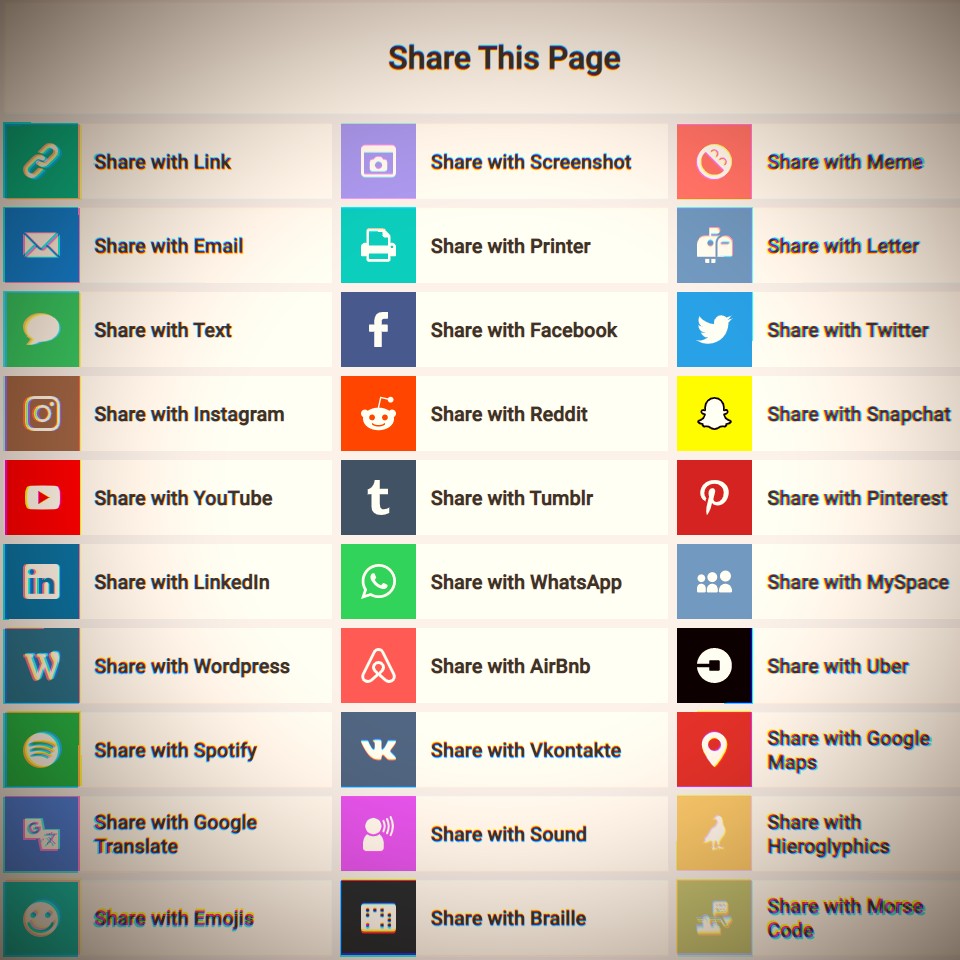 Share This Page
Share with Link
Share with Screenshot
Share with Meme
Share with Email
Share with Printer
Share with Letter
Share with Text
Share with Facebook
Share with Twitter
Share with Instagram
Share with Reddit
Share with Snapchat
Share with YouTube
Share with Tumblr
Share with Pinterest
Share with LinkedIn
Share with WhatsApp
Share with MySpace
Share with Wordpress
Share with AirBnb
Share with Uber
Share with Spotify
Share with Vkontakte
Share with Google
Maps
Share with Google
Translate
Share with Sound
Share with
Hieroglyphics
Share with Emojis
Share with Braille
Share with Morse
Code